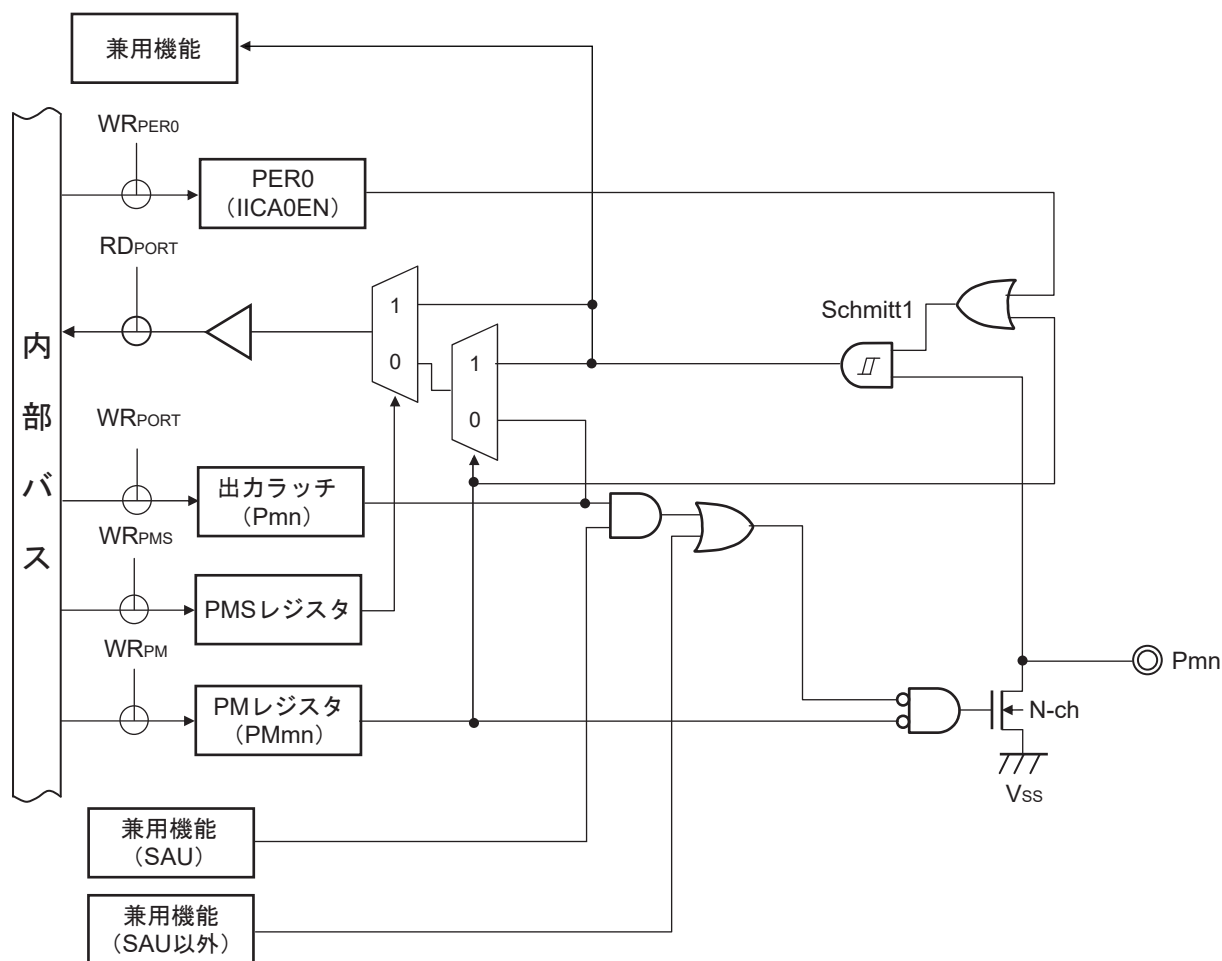 兼用機能
WRPER0
PER0
（IICA0EN）
RDPORT
Schmitt1
1
0
1
0
内部バス
WRPORT
出力ラッチ
（Pmn）
WRPMS
PMSレジスタ
WRPM
PMレジスタ
（PMmn）
Pmn
N-ch
VSS
兼用機能
（SAU）
兼用機能
（SAU以外）